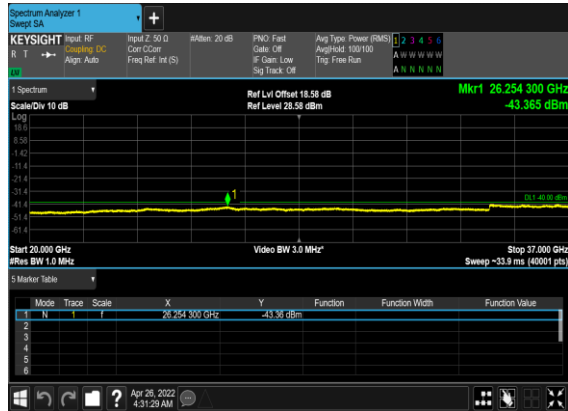 Spectrum Analyzer 1
Swept SA
+
KEYSIGHT Input: RF Input Z: 50 Ω #Atten: 20 dB PNO: Fast Avg Type: Power (RMS) 1 2 3 4 5 6
R T Coupling: DC Corr CCorr Gate: Off Avg|Hold: 100/100 A W W W W W
Align: Auto Freq Ref: Int (S) IF Gain: Low Trig: Free Run
Sig Track: Off A N N N N N
1 Spectrum Ref Lvl Offset 18.58 dB Mkr1 26.254 300 GHz
Scale/Div 10 dB Ref Level 28.58 dBm -43.365 dBm
Log
18.6
8.58
-1.42
-11.4
-21.4
-31.4
1
DL1 -40.00 dBm
-41.4
-51.4
-61.4
Start 20.000 GHz Video BW 3.0 MHz* Stop 37.000 GHz
#Res BW 1.0 MHz Sweep ~33.9 ms (40001 pts)
5 Marker Table
Mode Trace Scale X Y Function Function Width Function Value
1 N 1 f 26.254 300 GHz -43.36 dBm
2
3
4
5
6
? Apr 26, 2022
4:31:29 AM